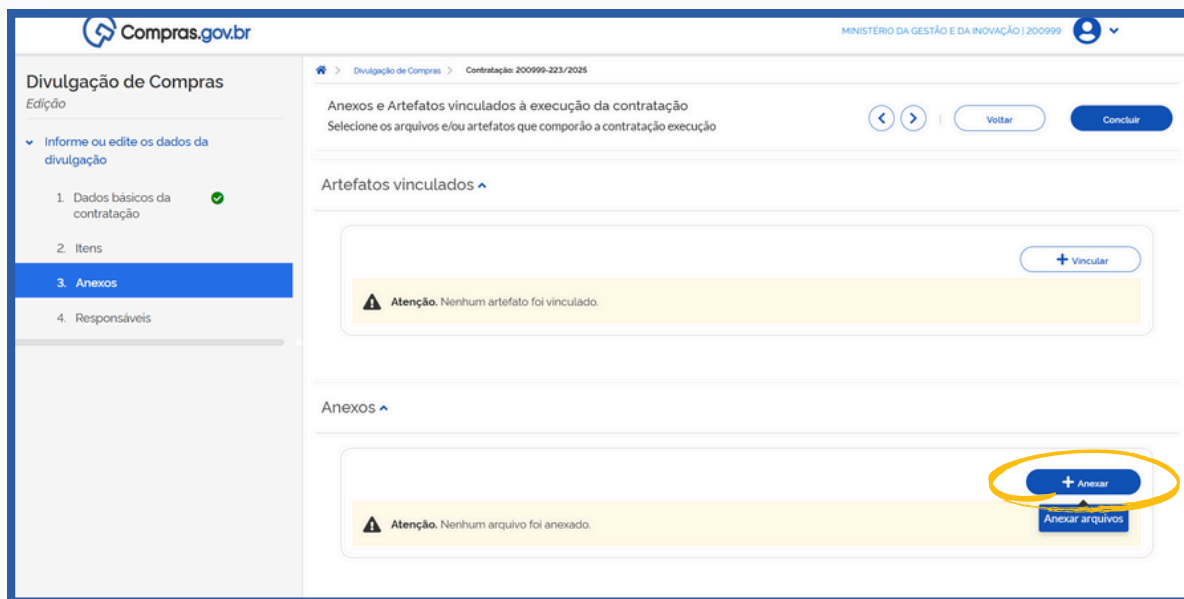 Compras.gov.br
MINISTÉRIO DA GESTÃO E DA INOVAÇÃO | 200999
Divulgação de Compras
Edição
Informe ou edite os dados da
divulgação
1. Dados básicos da
contratação
2. Itens
3. Anexos
4. Responsáveis
> Divulgação de Compras > Contratação: 200999-223/2025
Anexos e Artefatos vinculados à execução da contratação
Selecione os arquivos e/ou artefatos que comporão a contratação execução
Voltar
Concluir
Artefatos vinculados
+ Vincular
Atenção. Nenhum artefato foi vinculado.
Anexos
+ Anexar
Anexar arquivos
Atenção. Nenhum arquivo foi anexado.